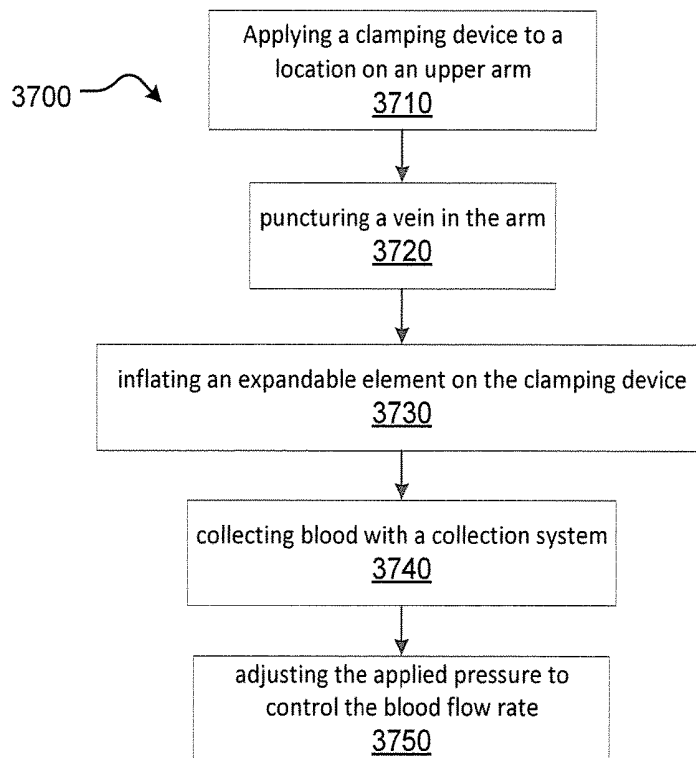 3700
Applying a clamping device to a
location on an upper arm
3710
puncturing a vein in the arm
3720
inflating an expandable element on the clamping device
3730
collecting blood with a collection system
3740
adjusting the applied pressure to
control the blood flow rate
3750